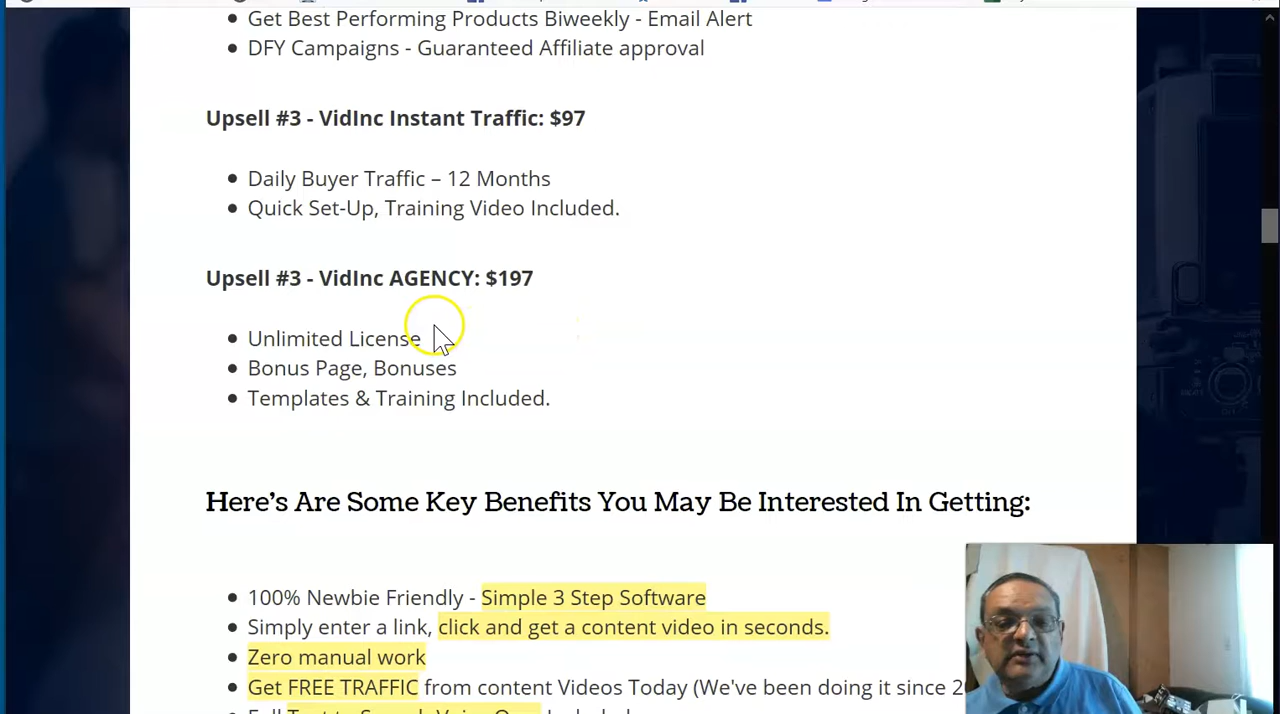 Get Best Performing Products Biweekly - Email Alert
DFY Campaigns - Guaranteed Affiliate approval
Upsell #3 - VidInc Instant Traffic: $97
Daily Buyer Traffic – 12 Months
Quick Set-Up, Training Video Included.
Upsell #3 - VidInc AGENCY: $197
Unlimited License
Bonus Page, Bonuses
Templates & Training Included.
Here's Are Some Key Benefits You May Be Interested In Getting:
100% Newbie Friendly - Simple 3 Step Software
Simply enter a link, click and get a content video in seconds.
Zero manual work
Get FREE TRAFFIC from content Videos Today (We've been doing it since